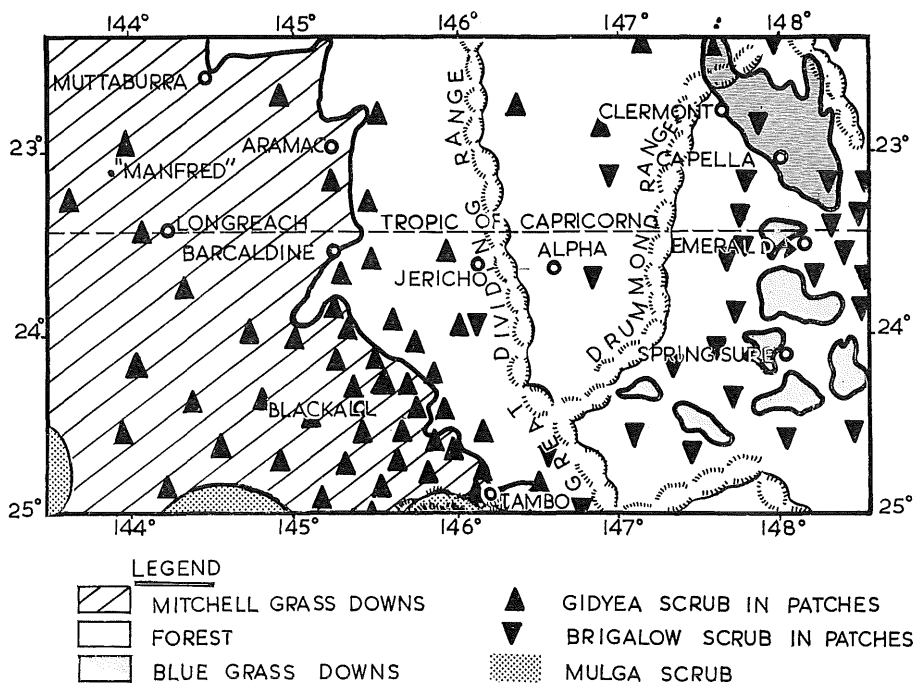 144° 145° 146° 147° 148°
MUTTABURRA
CLERMONT
23° ARAMAC 23°
"MANFRED" CAPELLA
LONGREACH TROPIC OF CAPRICORN
BARCALDINE ALPHA EMERALD
JERICHO
24° 24°
SPRINGSURE
BLACKALL
TAMBO
25° 25°
GREAT DIVIDING RANGE
DRUMMOND RANGE
144° 145° 146° 147° 148°
LEGEND
MITCHELL GRASS DOWNS
FOREST
BLUE GRASS DOWNS
GIDYEA SCRUB IN PATCHES
BRIGALOW SCRUB IN PATCHES
MULGA SCRUB